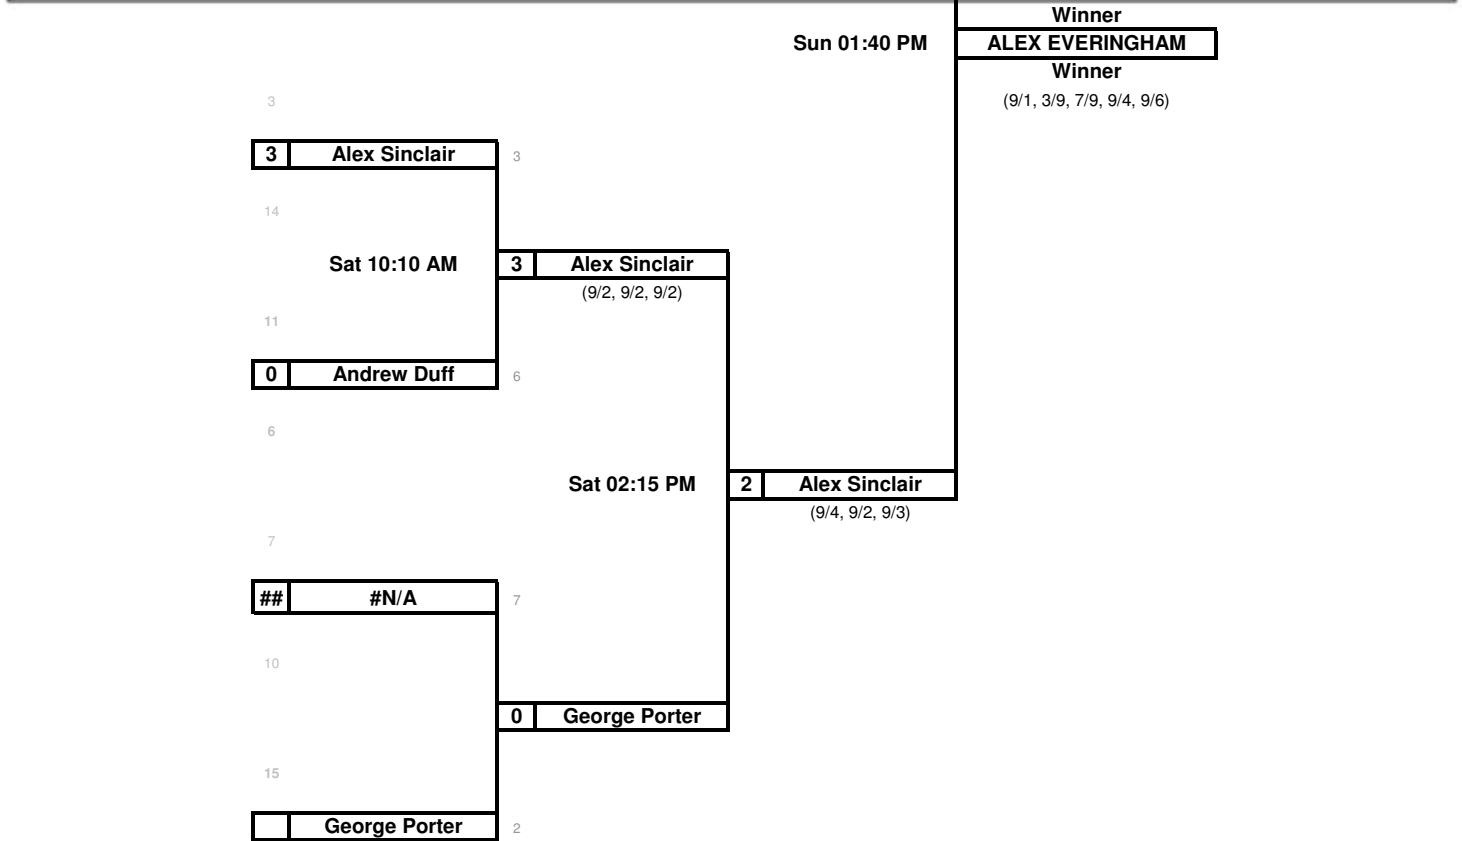 Winner
Sun 01:40 PM ALEX EVERINGHAM
Winner
3 (9/1, 3/9, 7/9, 9/4, 9/6)
3 Alex Sinclair 3
14
Sat 10:10 AM 3 Alex Sinclair
(9/2, 9/2, 9/2)
11
0 Andrew Duff 6
6
Sat 02:15 PM 2 Alex Sinclair
(9/4, 9/2, 9/3)
7
## #N/A 7
10
0 George Porter
15
George Porter 2